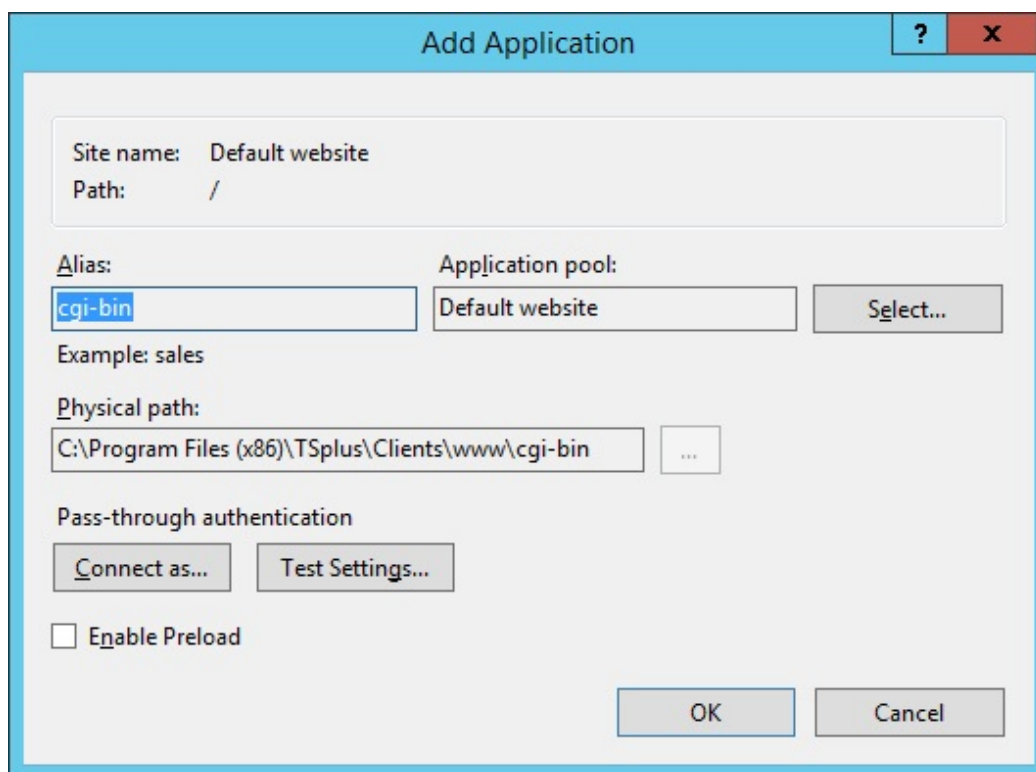 Add Application
?
x
Site name: Default website
Path: /
Alias:
Application pool:
cgi-bin
Default website
Select...
Example: sales
Physical path:
C:\Program Files (x86)\TSplus\Clients\www\cgi-bin
...
Pass-through authentication
Connect as...
Test Settings...
Enable Preload
OK
Cancel